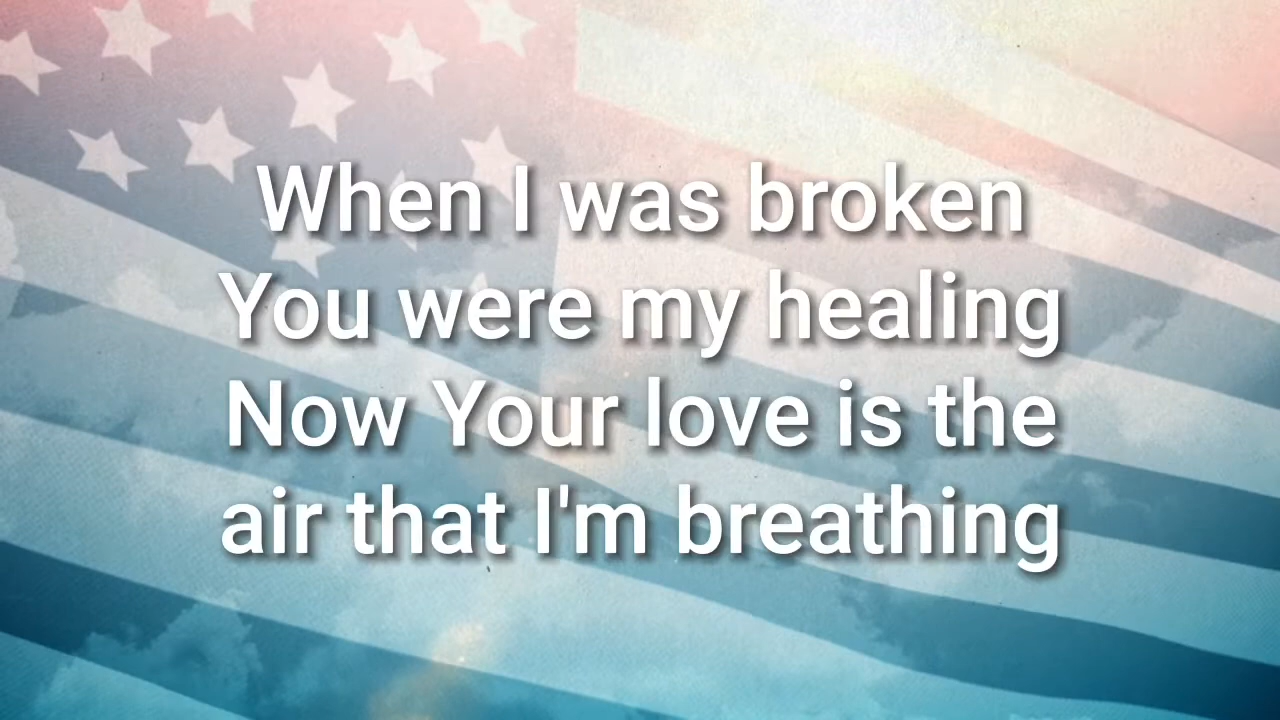 When I was broken
You were my healing
Now Your love is the
air that I'm breathing